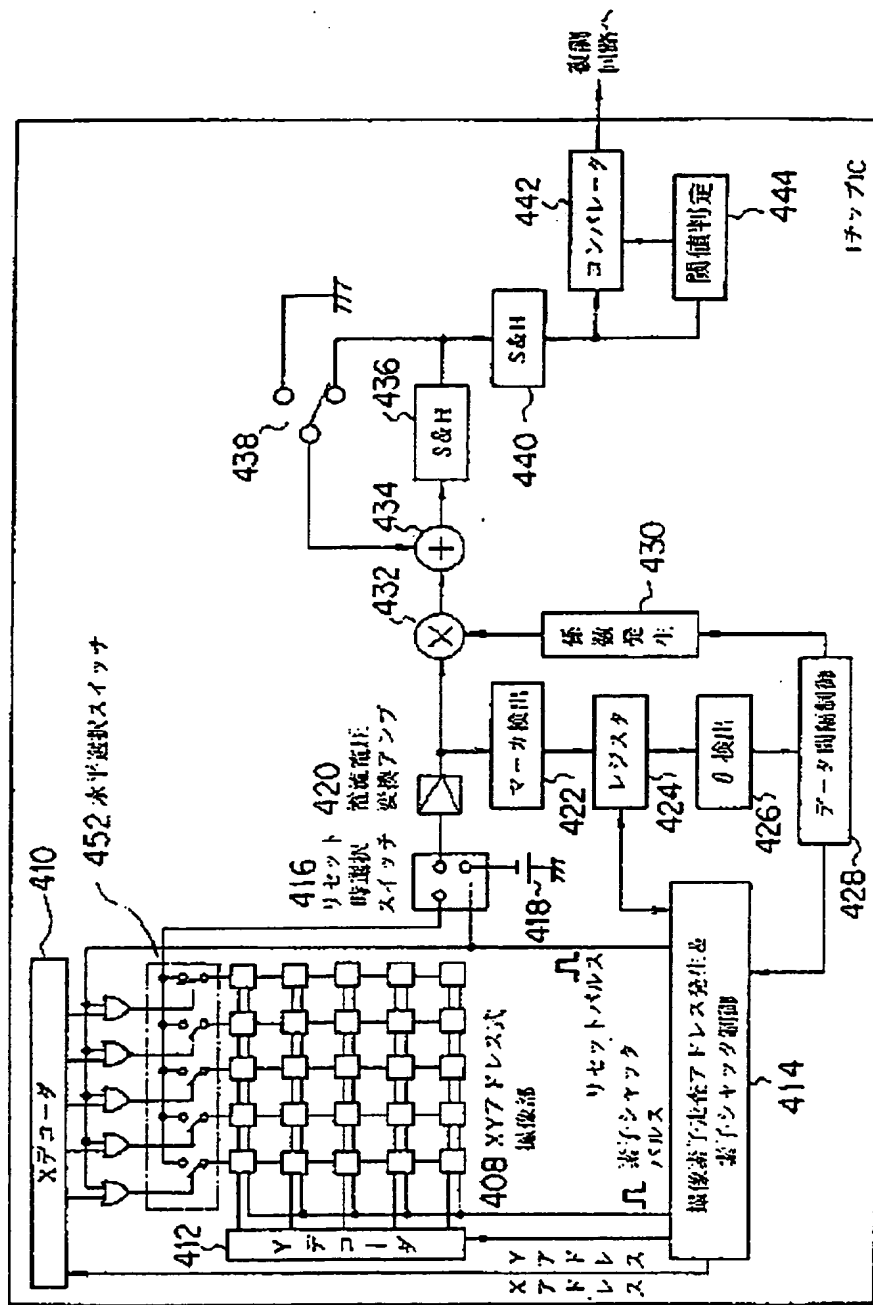 410
Xデコーダ
452 水平選択スイッチ
412
Yデコーダ
408 XYアドレス式
撮像部
416
リセット
時選択
スイッチ
418
420
電流電圧
変換アンプ
リセットパルス
素子シャッタ
パルス
XYアドレス
撮像素子走査アドレス発生&
素子シャッタ制御
414
マーカ検出
422
レジスタ
424
θ検出
426
データ間隔制御
428
係数発生
430
432
434
436
438
S&H
S&H
440
コンパレータ
442
閾値判定
444
復調
回路へ
1チップIC